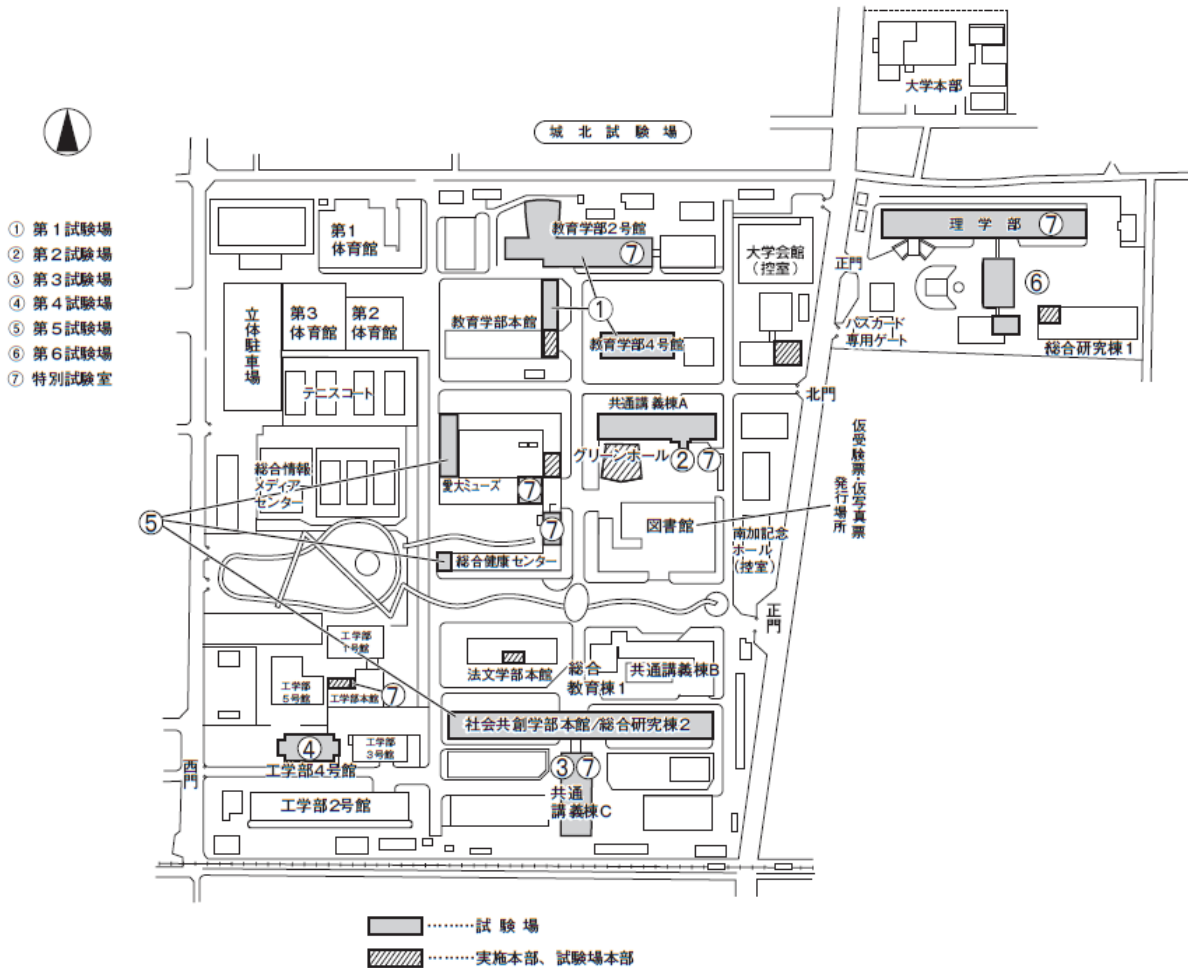 大学本部
城北試験場
① 第1試験場
② 第2試験場
③ 第3試験場
④ 第4試験場
⑤ 第5試験場
⑥ 第6試験場
⑦ 特別試験室
第1
体育館
教育学部2号館
⑦
大学会館
(控室)
正門
理学部
⑦
⑥
立体駐車場
第3
体育館
第2
体育館
教育学部本館
①
教育学部4号館
パスカード
専用ゲート
総合研究棟1
テニスコート
共通講義棟A
北門
グリーンホール
②
⑦
仮受験票・仮写真票
発行場所
総合情報
メディア
センター
愛大ミューズ
⑦
⑤
⑦
図書館
南加記念
ホール
(控室)
総合健康センター
正門
工学部
1号館
法文学部本館
総合
教育棟1
共通講義棟B
工学部
5号館
工学部本館
⑦
社会共創学部本館/総合研究棟2
④
工学部4号館
工学部
3号館
③
⑦
共通
講義棟C
西門
工学部2号館
………試験場
………実施本部、試験場本部